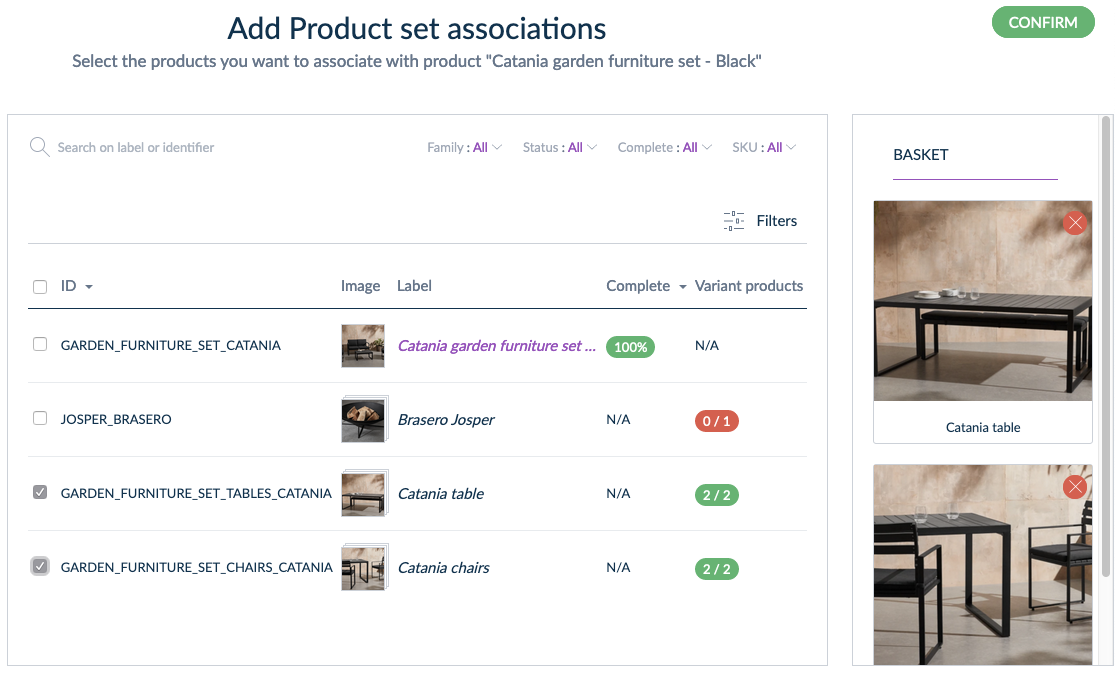 Add Product set associations
CONFIRM
Select the products you want to associate with product "Catania garden furniture set - Black"
Search on label or identifier
Family : All
Status : All
Complete : All
SKU : All
Filters
ID
Image
Label
Complete
Variant products
GARDEN_FURNITURE_SET_CATANIA
Catania garden furniture set ...
100%
N/A
JOSPER_BRASERO
Brasero Josper
N/A
0 / 1
GARDEN_FURNITURE_SET_TABLES_CATANIA
Catania table
N/A
2 / 2
GARDEN_FURNITURE_SET_CHAIRS_CATANIA
Catania chairs
N/A
2 / 2
BASKET
Catania table